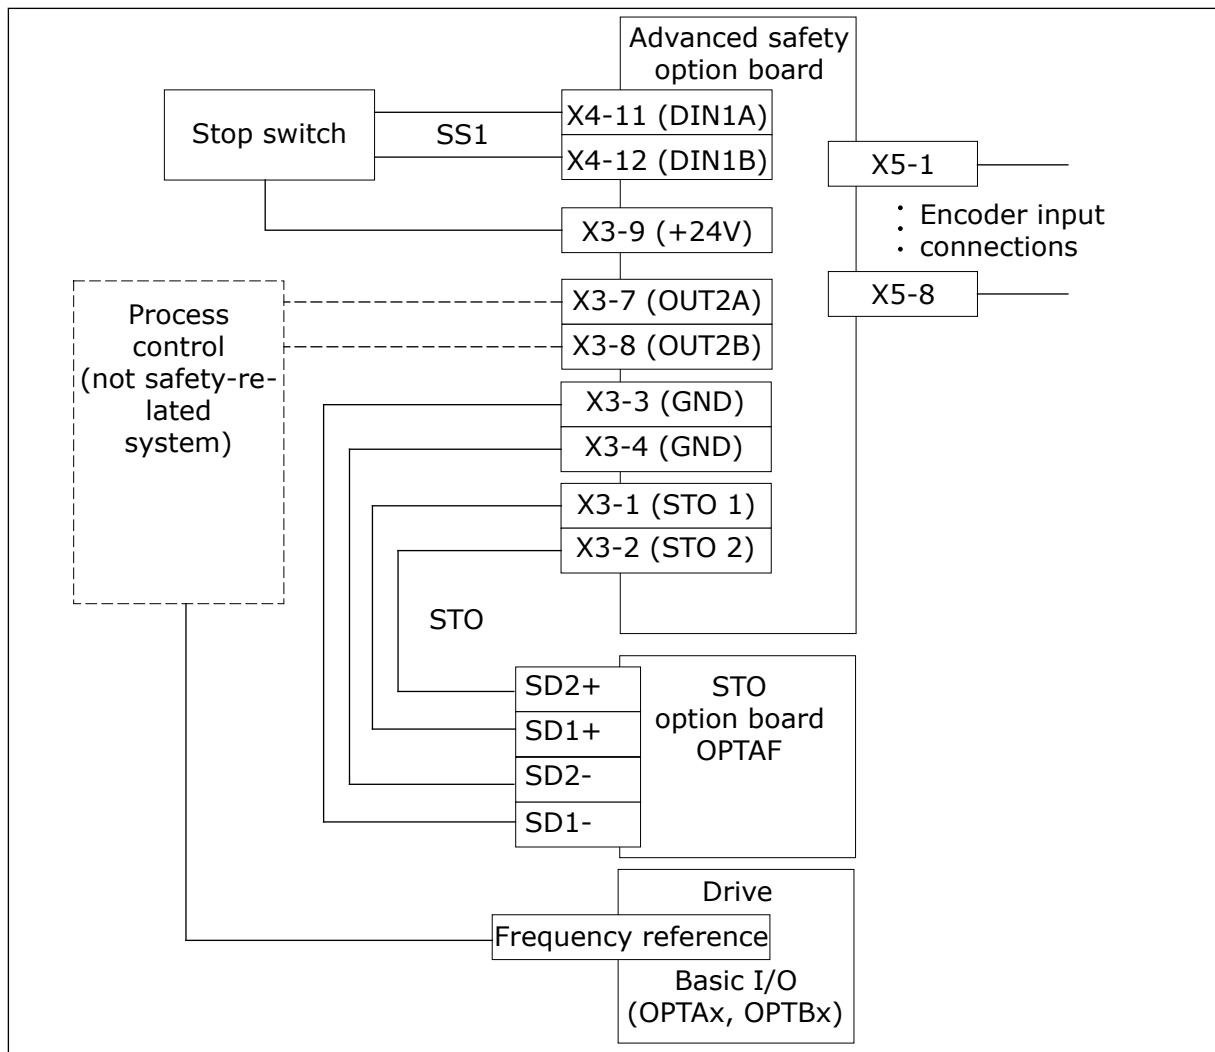 Advanced safety
option board
Stop switch
SS1
X4-11 (DIN1A)
X4-12 (DIN1B)
X3-9 (+24V)
X5-1
Encoder input
connections
X5-8
Process
control
(not safety-re-
lated
system)
X3-7 (OUT2A)
X3-8 (OUT2B)
X3-3 (GND)
X3-4 (GND)
X3-1 (STO 1)
X3-2 (STO 2)
STO
SD2+
SD1+
SD2-
SD1-
STO
option board
OPTAF
Drive
Frequency reference
Basic I/O
(OPTAx, OPTBx)